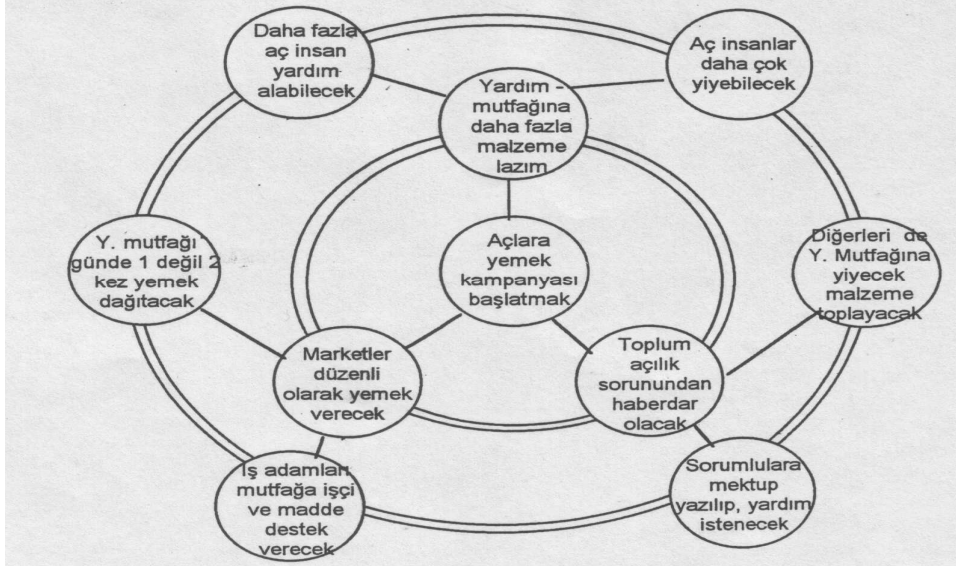 Daha fazla
aç insan
yardım
alabilecek
Aç insanlar
daha çok
yiyebilecek
Yardım -
mutfağına
daha fazla
malzeme
lazım
Y. mutfağı
günde 1 değil 2
kez yemek
dağıtacak
Açlara
yemek
kampanyası
başlatmak
Diğerleri de
Y. Mutfağına
yiyecek
malzeme
toplayacak
Marketler
düzenli
olarak yemek
verecek
Toplum
açılık
sorunundan
haberdar
olacak
İş adamları
mutfağa işçi
ve madde
destek
verecek
Sorumlulara
mektup
yazılıp, yardım
istenecek